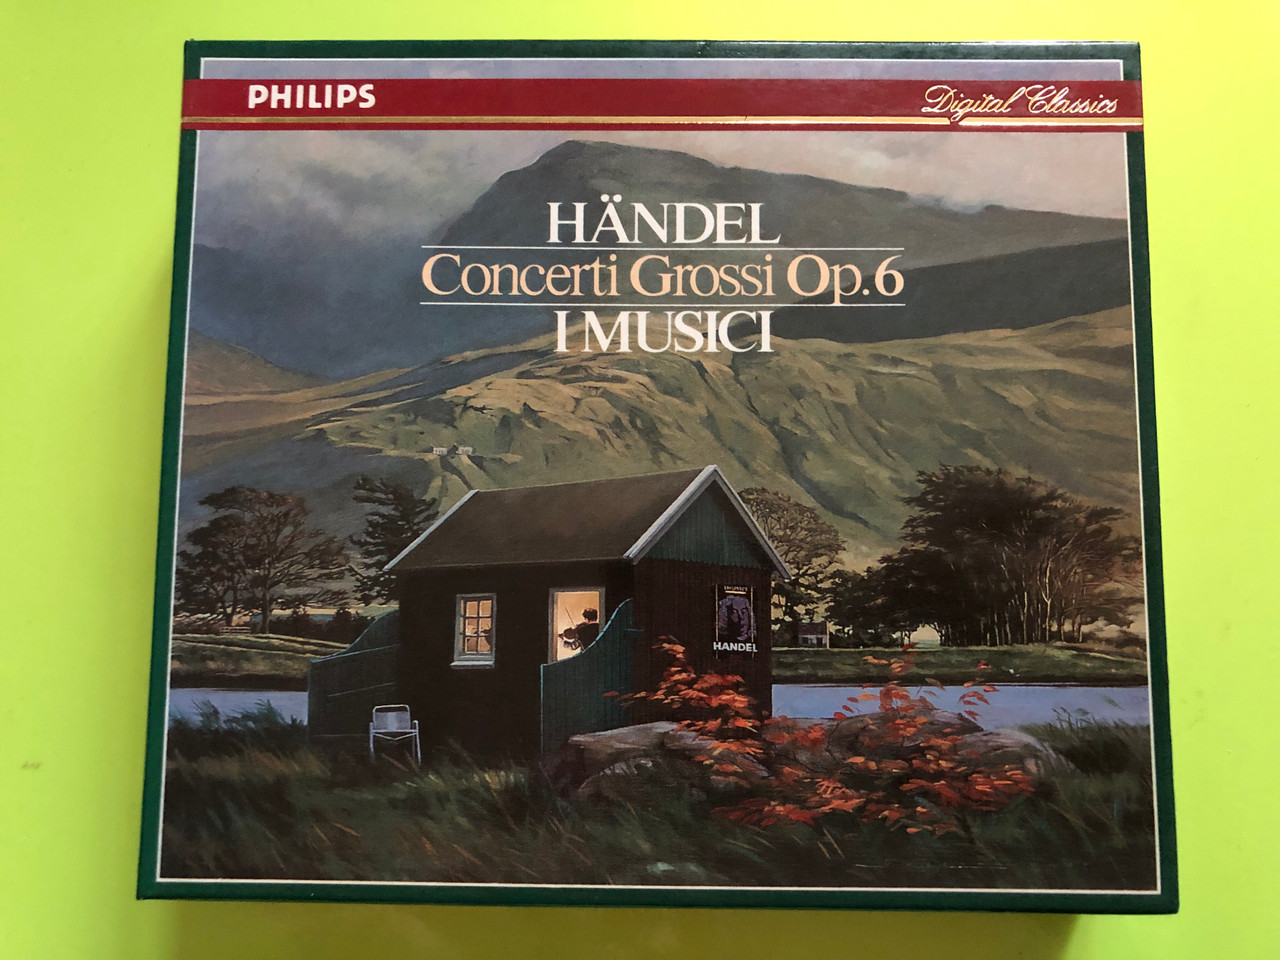 PHILIPS
Digital Classics
HÄNDEL
Concerti Grossi Op.6
I MUSICI
HANDEL